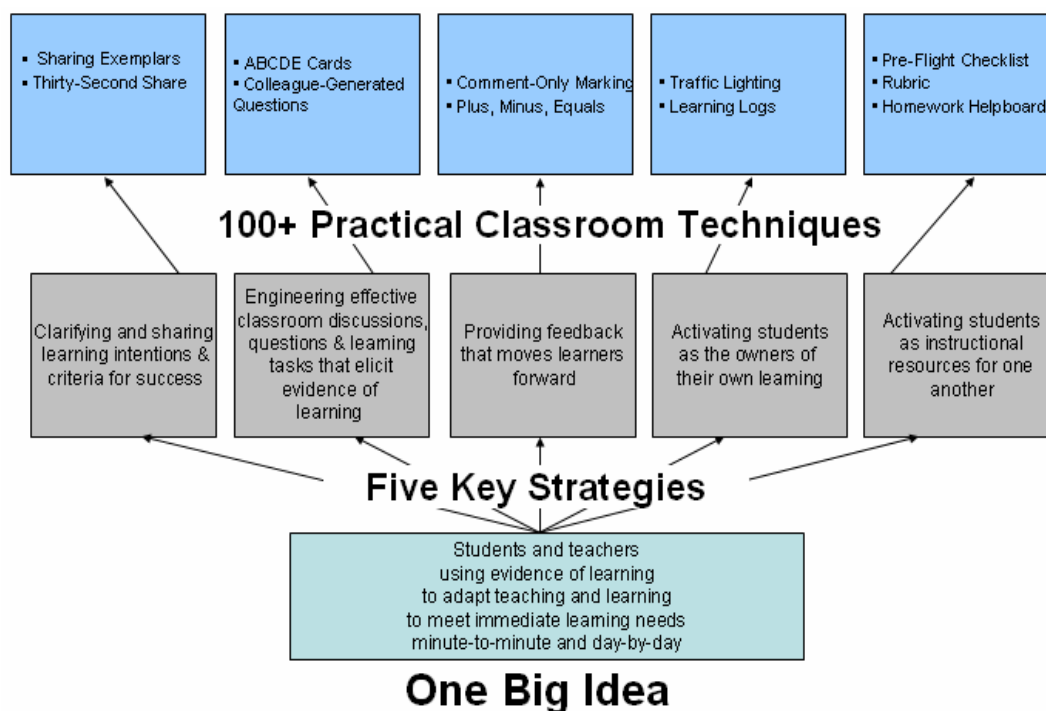 ▪ Sharing Exemplars
▪ Thirty-Second Share
▪ ABCDE Cards
▪ Colleague-Generated
Questions
▪ Comment-Only Marking
▪ Plus, Minus, Equals
▪ Traffic Lighting
▪ Learning Logs
▪ Pre-Flight Checklist
▪ Rubric
▪ Homework Helpboard
100+ Practical Classroom Techniques
Clarifying and sharing
learning intentions &
criteria for success
Engineering effective
classroom discussions,
questions & learning
tasks that elicit
evidence of
learning
Providing feedback
that moves learners
forward
Activating students
as the owners of
their own learning
Activating students
as instructional
resources for one
another
Five Key Strategies
Students and teachers
using evidence of learning
to adapt teaching and learning
to meet immediate learning needs
minute-to-minute and day-by-day
One Big Idea